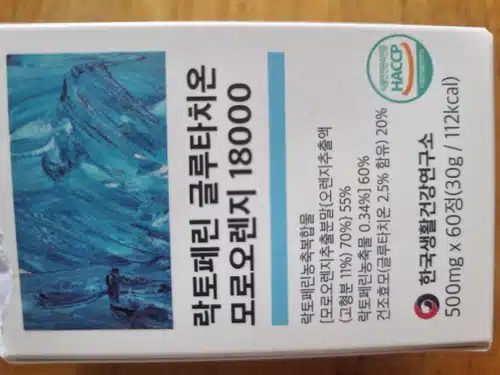 락토페린 글루타치온
모로오렌지 18000
락토페린농축복합물
[모로오렌지추출분말{오렌지추출액
(고형분 11%) 70%} 55%
락토페린농축물 0.34%] 60%
건조효모(글루타치온 2.5% 함유) 20%
HACCP
한국생활건강연구소
500mg x 60정(30g / 112kcal)